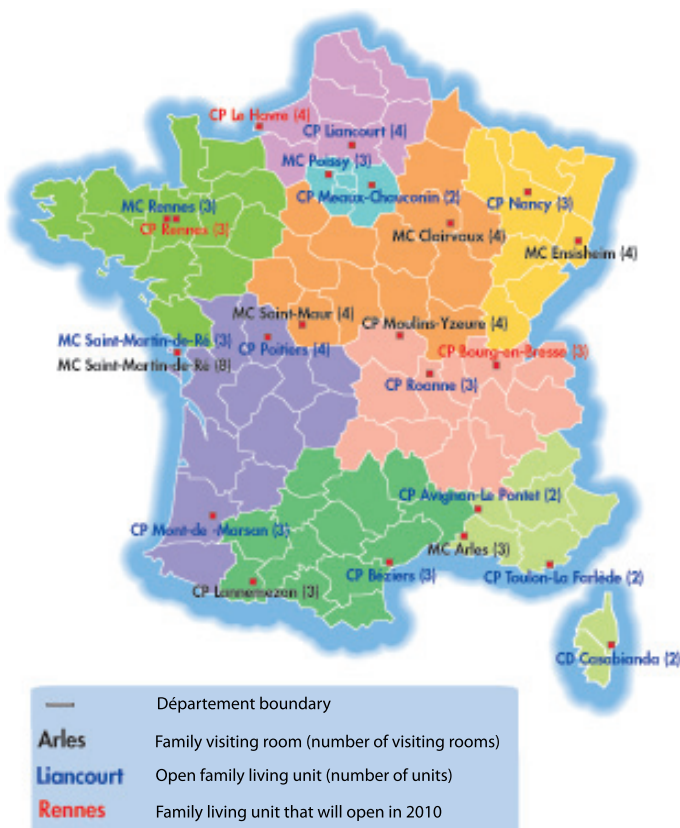 CP Le Havre (4)
CP Liancourt (4)
MC Poissy (3)
CP Meaux-Chauconin (2)
CP Nancy (3)
MC Rennes (3)
CP Rennes (3)
MC Clairvaux (4)
MC Ensisheim (4)
MC Saint-Maur (4)
CP Moulins-Yzeure (4)
MC Saint-Martin-de-Ré (3)
CP Poitiers (4)
CP Bourg-en-Bresse (3)
MC Saint-Martin-de-Ré (8)
CP Roanne (3)
CP Avignon-Le Pontet (2)
CP Mont-de -Marsan (3)
MC Arles (3)
CP Béziers (3)
CP Toulon-La Farlède (2)
CP Lannemezan (3)
CD Casabianda (2)
Département boundary
Arles Family visiting room (number of visiting rooms)
Liancourt Open family living unit (number of units)
Rennes Family living unit that will open in 2010